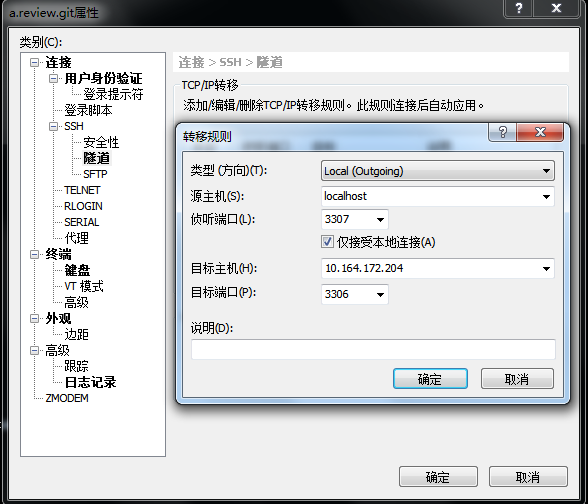 a.review.git属性
类别(C):
连接
用户身份验证
登录提示符
登录脚本
SSH
安全性
隧道
SFTP
TELNET
RLOGIN
SERIAL
代理
终端
键盘
VT 模式
高级
外观
边距
高级
跟踪
日志记录
ZMODEM
连接 > SSH > 隧道
TCP/IP转移
添加/编辑/删除TCP/IP转移规则。此规则连接后自动应用。
转移规则
类型 (方向)(T): Local (Outgoing)
源主机(S): localhost
侦听端口(L): 3307
仅接受本地连接(A)
目标主机(H): 10.164.172.204
目标端口(P): 3306
说明(D):
确定 取消
确定 取消